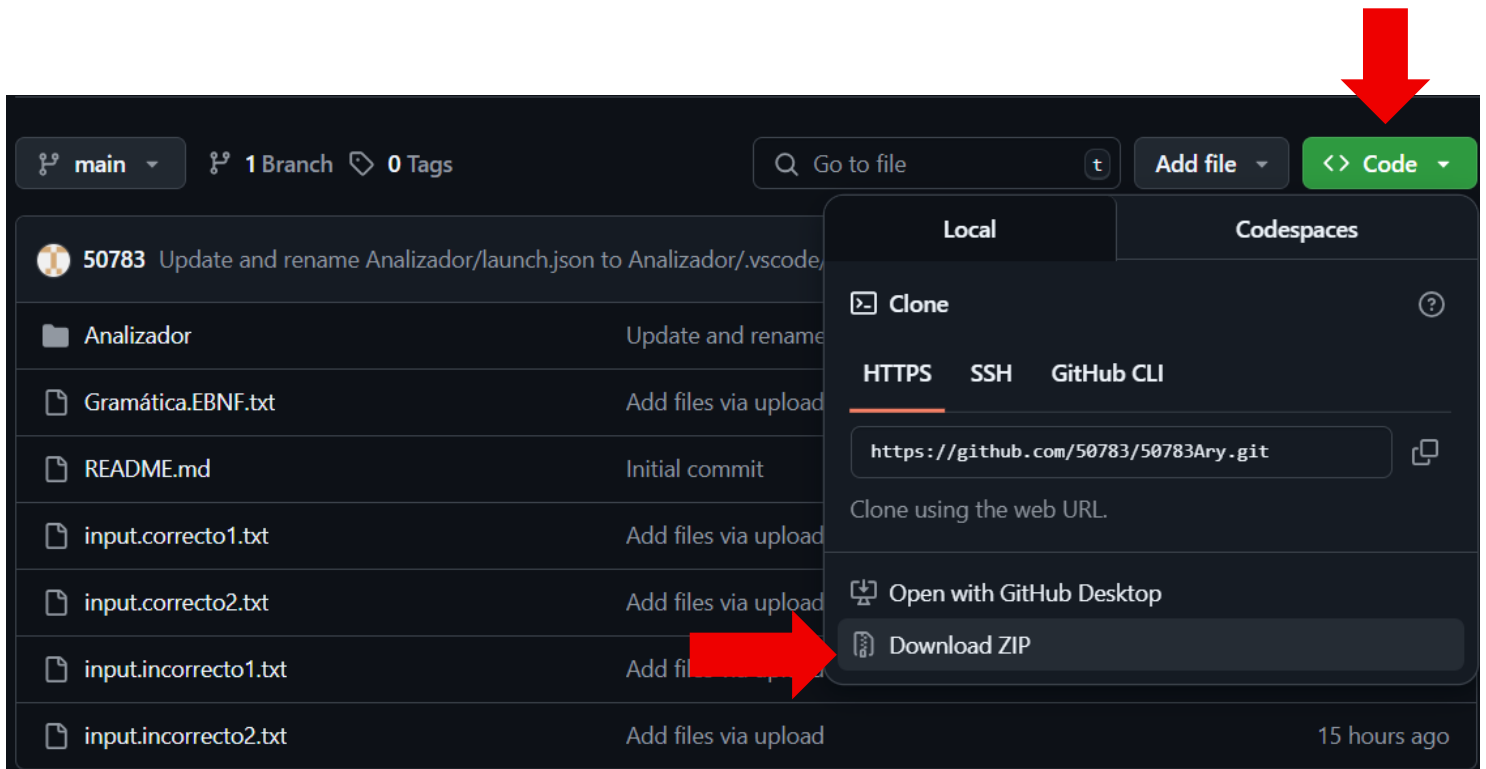 main
1 Branch
0 Tags
Go to file
t
Add file
<> Code
50783 Update and rename Analizador/launch.json to Analizador/.vscode/
Analizador
Update and rename
Gramática.EBNF.txt
Add files via upload
README.md
Initial commit
input.correcto1.txt
Add files via upload
input.correcto2.txt
Add files via upload
input.incorrecto1.txt
Add
input.incorrecto2.txt
Add files via upload
15 hours ago
Local
Codespaces
Clone
HTTPS
SSH
GitHub CLI
https://github.com/50783/50783Ary.git
Clone using the web URL.
Open with GitHub Desktop
Download ZIP